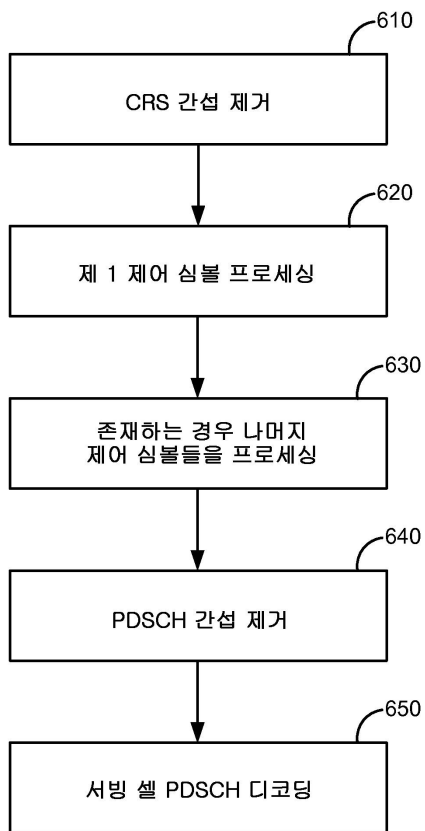 610
CRS 간섭 제거
620
제 1 제어 심볼 프로세싱
630
존재하는 경우 나머지
제어 심볼들을 프로세싱
640
PDSCH 간섭 제거
650
서빙 셀 PDSCH 디코딩